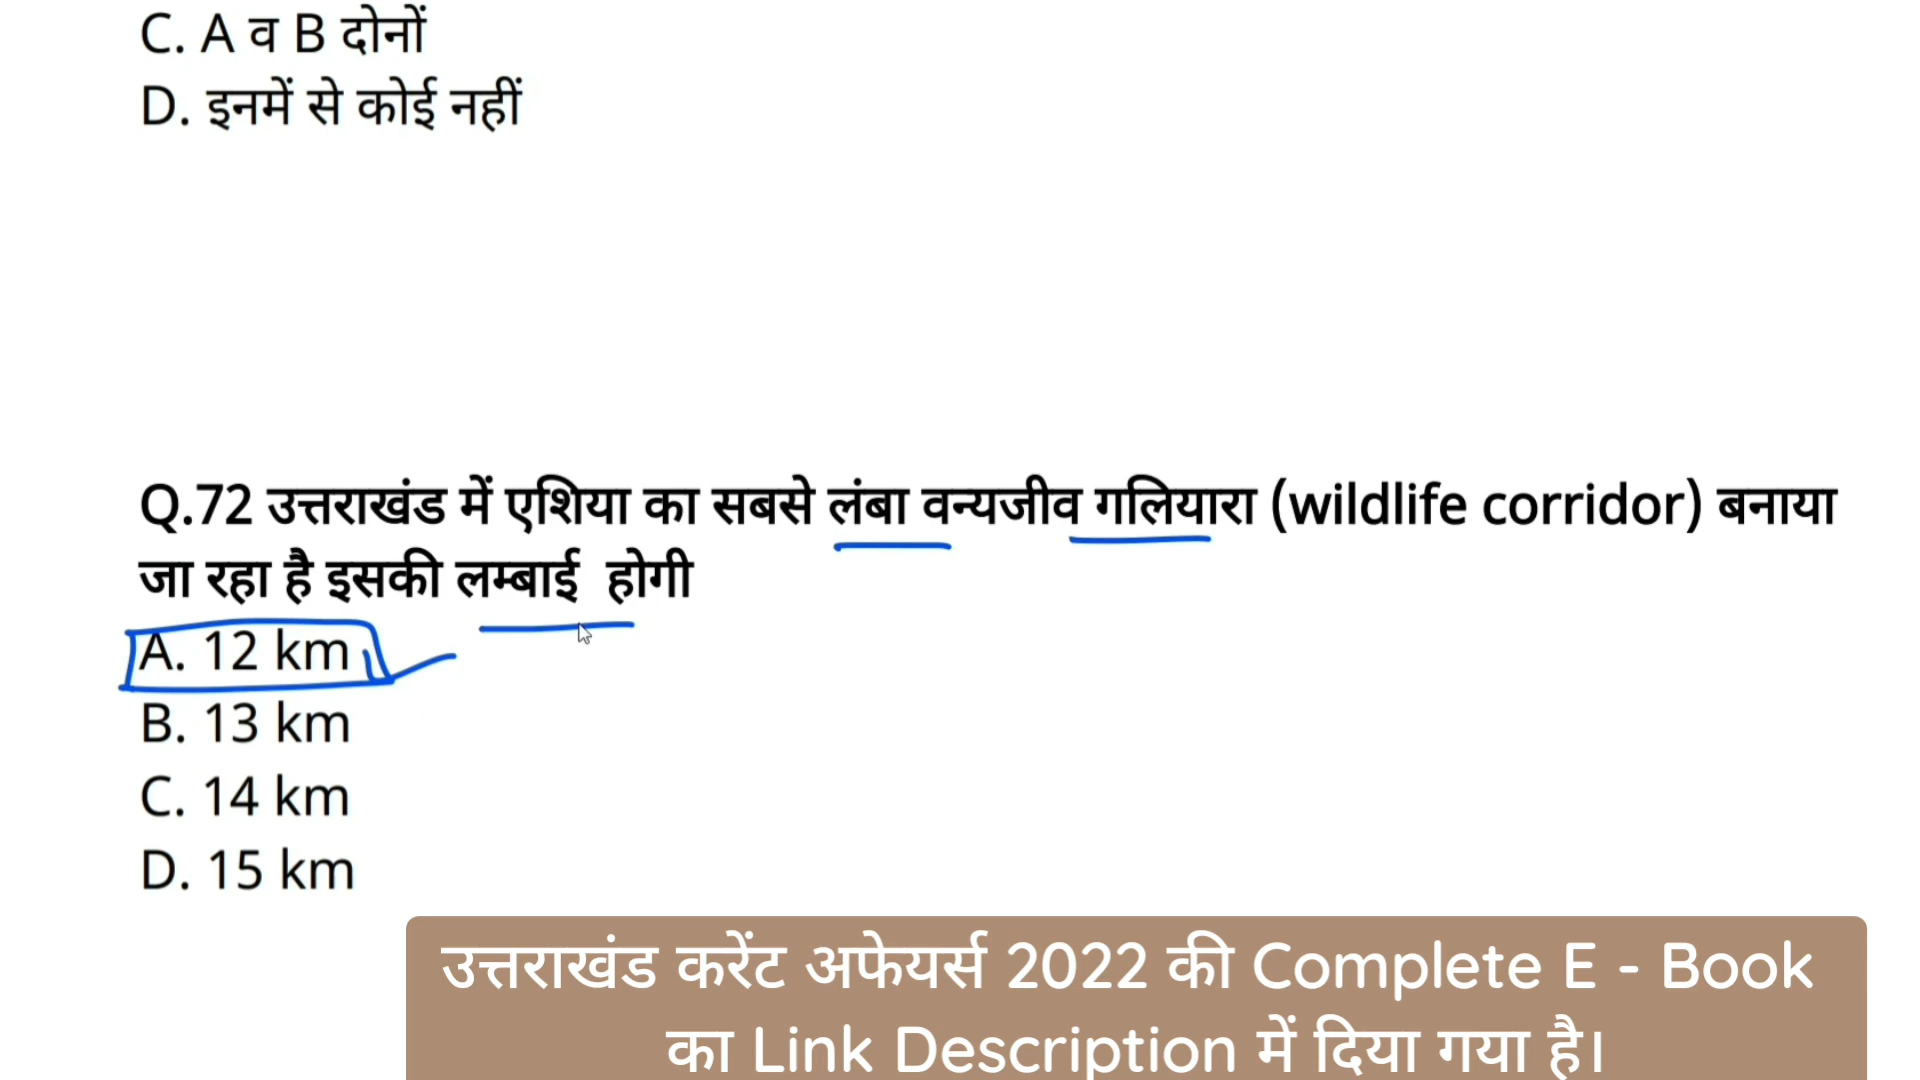 C. A व B दोनों
D. इनमें से कोई नहीं
Q.72 उत्तराखंड में एशिया का सबसे लंबा वन्यजीव गलियारा (wildlife corridor) बनाया
जा रहा है इसकी लम्बाई होगी
A. 12 km
B. 13 km
C. 14 km
D. 15 km
उत्तराखंड करेंट अफेयर्स 2022 की Complete E - Book
का Link Description में दिया गया है।